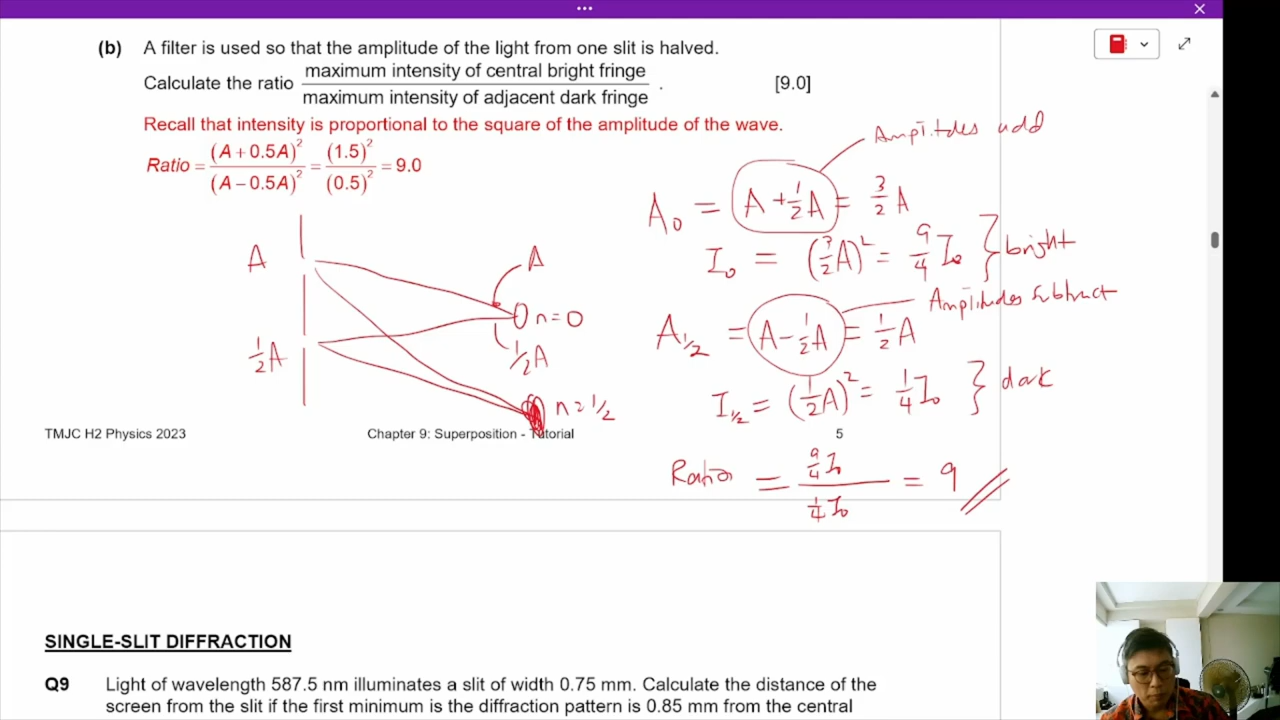 (b) A filter is used so that the amplitude of the light from one slit is halved.
Calculate the ratio maximum intensity of central bright fringe / maximum intensity of adjacent dark fringe . [9.0]
Recall that intensity is proportional to the square of the amplitude of the wave.
Ratio = (A + 0.5A)² / (A − 0.5A)² = (1.5)² / (0.5)² = 9.0
Amplitdes add
A₀ = A + ½A = 3/2 A
I₀ = (3/2 A)² = 9/4 I₀ } bright
Amplitudes subtract
A₁/₂ = A − ½A = ½A
I₁/₂ = (½A)² = ¼ I₀ } dark
Ratio = 9/4 I₀ / ¼ I₀ = 9
A
A
n = 0
½A
½A
n = 1/2
TMJC H2 Physics 2023 Chapter 9: Superposition - Tutorial 5
SINGLE-SLIT DIFFRACTION
Q9 Light of wavelength 587.5 nm illuminates a slit of width 0.75 mm. Calculate the distance of the
screen from the slit if the first minimum is the diffraction pattern is 0.85 mm from the central